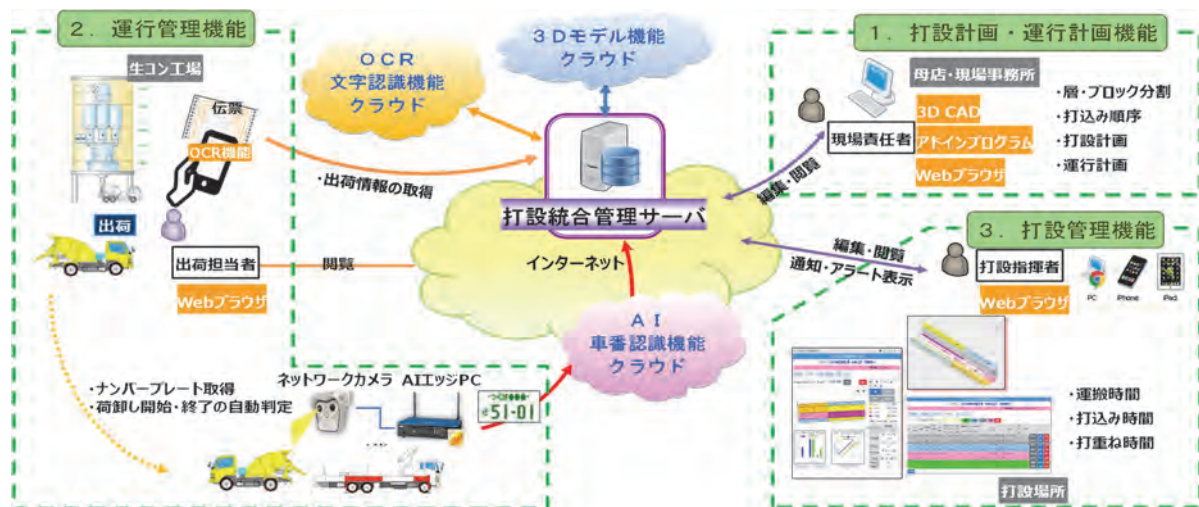 2．運行管理機能
生コン工場
伝票
OCR機能
出荷
出荷担当者
Webブラウザ
閲覧
・出荷情報の取得
ＯＣＲ
文字認識機能
クラウド
３Ｄモデル機能
クラウド
打設統合管理サーバ
インターネット
ＡＩ
車番認識機能
クラウド
・ナンバープレート取得
・荷卸し開始・終了の自動判定
ネットワークカメラ
AIエッジPC
51-01
1．打設計画・運行計画機能
母店・現場事務所
現場責任者
3D CAD
アドインプログラム
Webブラウザ
・層・ブロック分割
・打込み順序
・打設計画
・運行計画
編集・閲覧
3．打設管理機能
編集・閲覧
通知・アラート表示
打設指揮者
Webブラウザ
PC
iPhone
iPad
・運搬時間
・打込み時間
・打重ね時間
打設場所